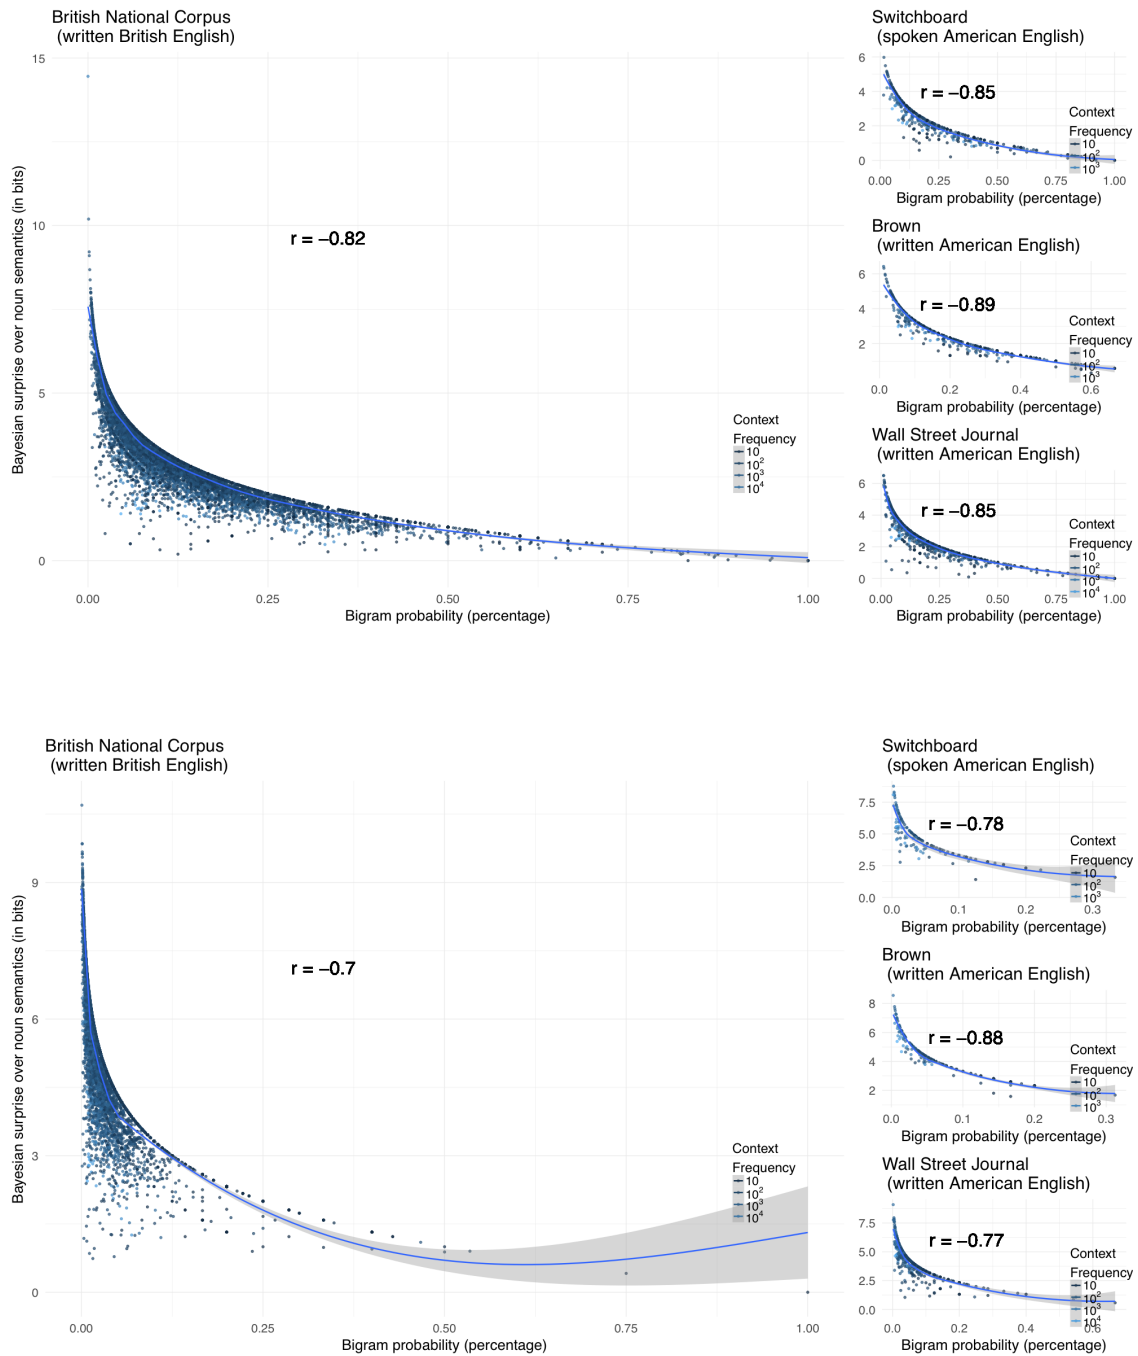 British National Corpus
(written British English)
Bayesian surprise over noun semantics (in bits)
15
10
5
0
r = −0.82
Context
Frequency
10
10²
10³
10⁴
0.00 0.25 0.50 0.75 1.00
Bigram probability (percentage)
Switchboard
(spoken American English)
6
4
2
0
r = −0.85
Context
Frequency
10
10²
10³
0.00 0.25 0.50 0.75 1.00
Bigram probability (percentage)
Brown
(written American English)
6
4
2
r = −0.89
Context
Frequency
10
10²
10³
0.0 0.2 0.4 0.6
Bigram probability (percentage)
Wall Street Journal
(written American English)
6
4
2
0
r = −0.85
Context
Frequency
10
10²
10³
10⁴
0.00 0.25 0.50 0.75 1.00
Bigram probability (percentage)
British National Corpus
(written British English)
Bayesian surprise over noun semantics (in bits)
9
6
3
0
r = −0.7
Context
Frequency
10
10²
10³
10⁴
0.00 0.25 0.50 0.75 1.00
Bigram probability (percentage)
Switchboard
(spoken American English)
7.5
5.0
2.5
0.0
r = −0.78
Context
Frequency
10
10²
10³
0.0 0.1 0.2 0.3
Bigram probability (percentage)
Brown
(written American English)
8
6
4
2
r = −0.88
Context
Frequency
10
10²
10³
0.0 0.1 0.2 0.3
Bigram probability (percentage)
Wall Street Journal
(written American English)
7.5
5.0
2.5
0.0
r = −0.77
Context
Frequency
10
10²
10³
10⁴
0.0 0.2 0.4 0.6
Bigram probability (percentage)